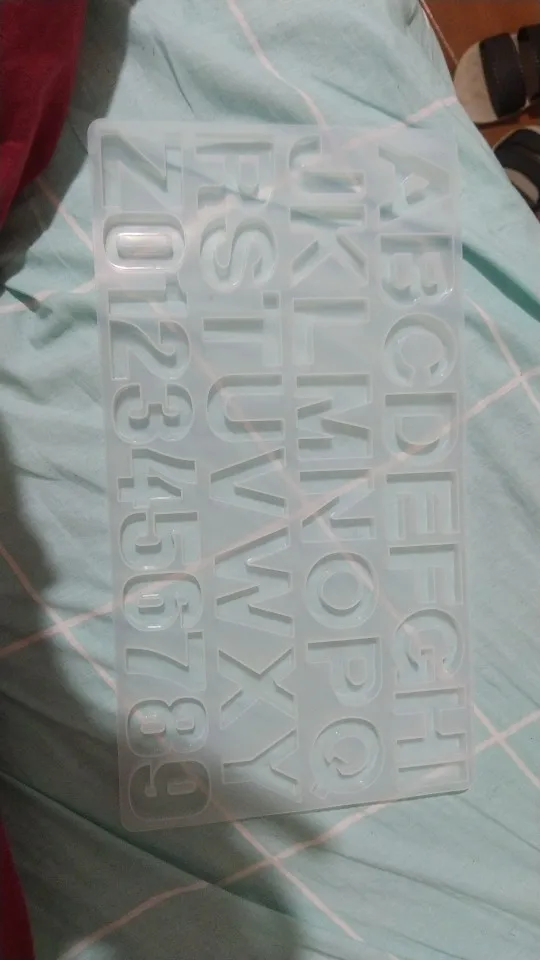 ABCDEFGHI
JKLMNOPQ
RSTUVWXY
Z0123456789